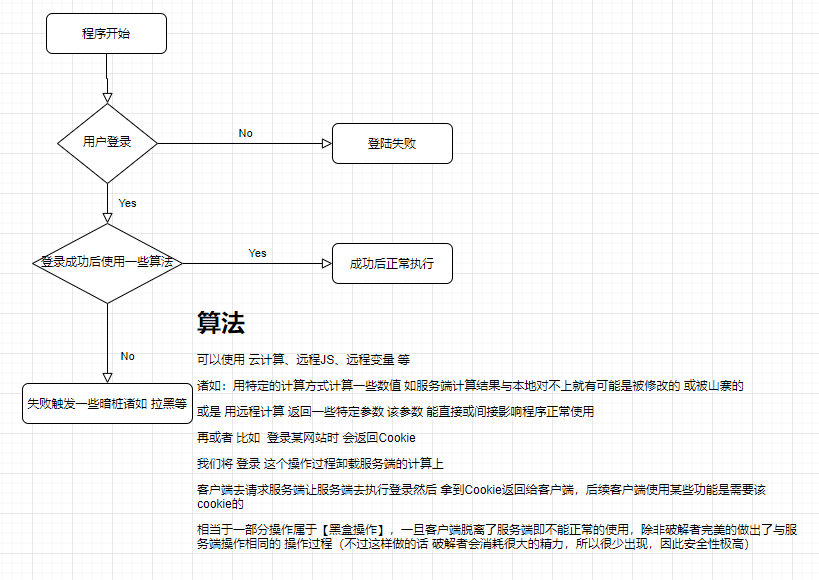 程序开始
用户登录
No
登陆失败
Yes
登录成功后使用一些算法
Yes
成功后正常执行
No
失败触发一些暗桩诸如 拉黑等
算法
可以使用 云计算、远程JS、远程变量 等
诸如：用特定的计算方式计算一些数值 如服务端计算结果与本地对不上就有可能是被修改的 或被山寨的
或是 用远程计算 返回一些特定参数 该参数 能直接或间接影响程序正常使用
再或者 比如  登录某网站时 会返回Cookie
我们将 登录 这个操作过程卸载服务端的计算上
客户端去请求服务端让服务端去执行登录然后 拿到Cookie返回给客户端，后续客户端使用某些功能是需要该
cookie的
相当于一部分操作属于【黑盒操作】，一旦客户端脱离了服务端即不能正常的使用，除非破解者完美的做出了与服
务端操作相同的 操作过程（不过这样做的话 破解者会消耗很大的精力，所以很少出现，因此安全性极高）